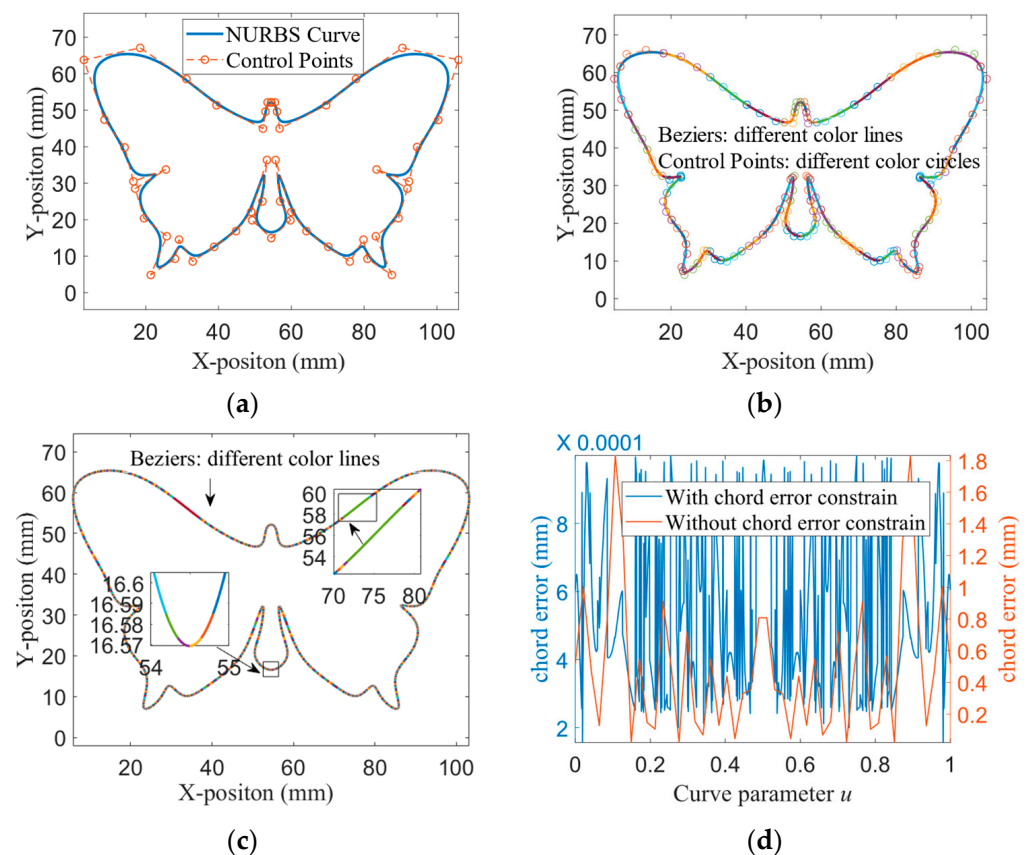 NURBS Curve
Control Points
70
60
50
40
30
20
10
0
Y-positon (mm)
20 40 60 80 100
X-positon (mm)
(a)
70
60
50
40
30
20
10
0
Y-positon (mm)
Beziers: different color lines
Control Points: different color circles
20 40 60 80 100
X-positon (mm)
(b)
70
60
50
40
30
20
10
0
Y-positon (mm)
Beziers: different color lines
60
58
56
54
70 75 80
16.6
16.59
16.58
16.57
54 55
20 40 60 80 100
X-positon (mm)
(c)
X 0.0001
8
6
4
2
chord error (mm)
With chord error constrain
Without chord error constrain
1.8
1.6
1.4
1.2
1
0.8
0.6
0.4
0.2
chord error (mm)
0 0.2 0.4 0.6 0.8 1
Curve parameter u
(d)